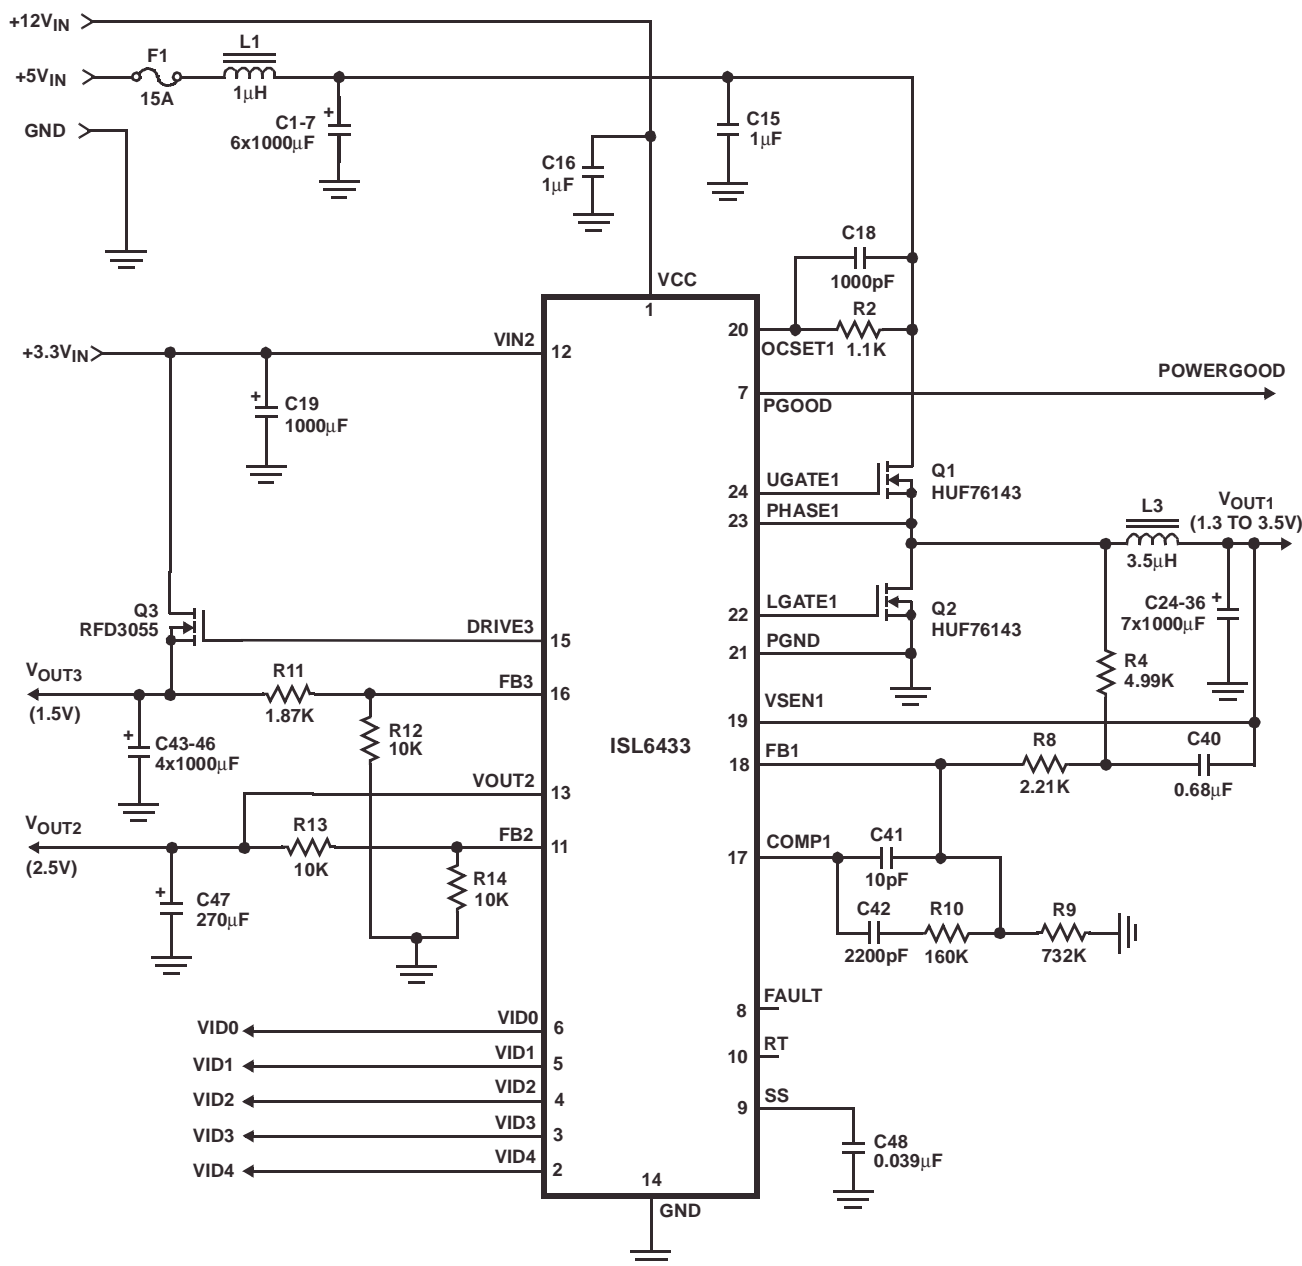 +12VIN
F1
L1
+5VIN
15A
1µH
GND
C1-7
6x1000µF
C15
1µF
C16
1µF
C18
1000pF
VCC
1
R2
1.1K
20
OCSET1
+3.3VIN
VIN2
12
C19
1000µF
7
PGOOD
POWERGOOD
UGATE1
24
Q1
HUF76143
PHASE1
23
L3
3.5µH
VOUT1
(1.3 TO 3.5V)
Q3
RFD3055
DRIVE3
15
LGATE1
22
Q2
HUF76143
C24-36
7x1000µF
PGND
21
R4
4.99K
VOUT3
(1.5V)
R11
1.87K
FB3
16
VSEN1
19
C43-46
4x1000µF
R12
10K
ISL6433
FB1
18
R8
2.21K
C40
0.68µF
VOUT2
13
VOUT2
(2.5V)
R13
10K
FB2
11
COMP1
17
C41
10pF
C47
270µF
R14
10K
C42
2200pF
R10
160K
R9
732K
FAULT
8
RT
10
VID0
VID0
6
VID1
VID1
5
VID2
VID2
4
VID3
VID3
3
VID4
VID4
2
SS
9
C48
0.039µF
14
GND